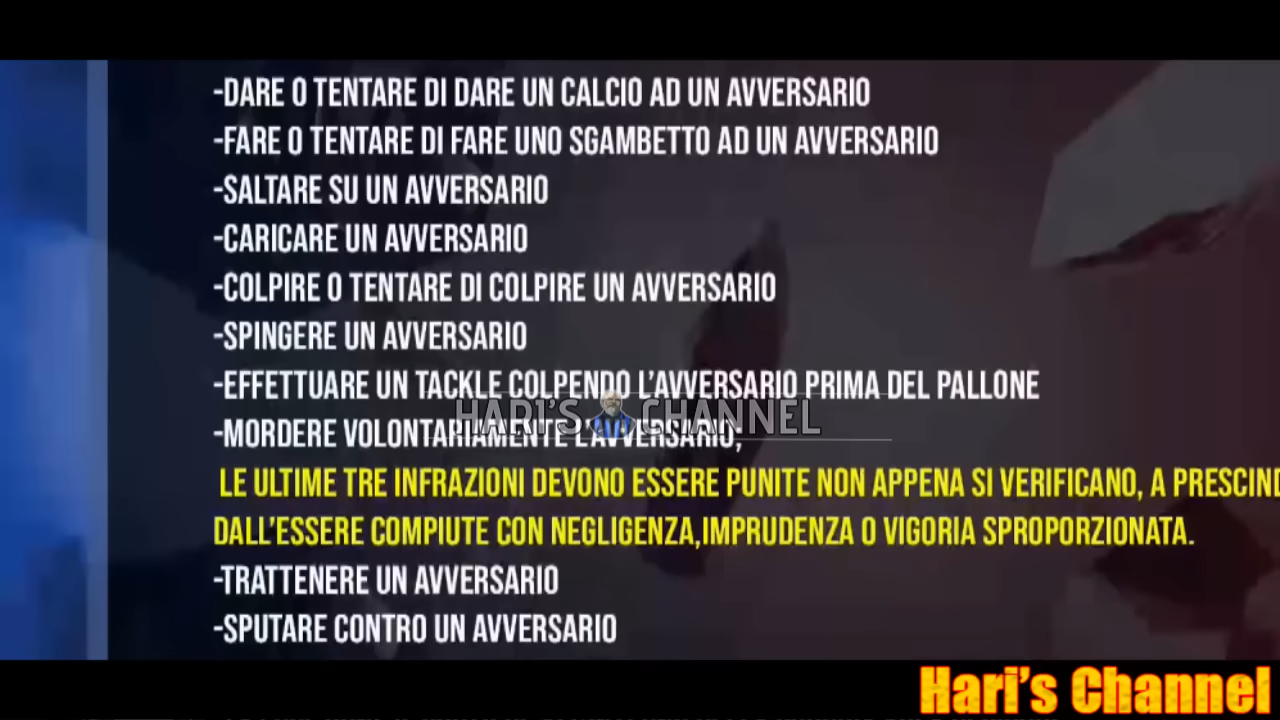 -DARE O TENTARE DI DARE UN CALCIO AD UN AVVERSARIO
-FARE O TENTARE DI FARE UNO SGAMBETTO AD UN AVVERSARIO
-SALTARE SU UN AVVERSARIO
-CARICARE UN AVVERSARIO
-COLPIRE O TENTARE DI COLPIRE UN AVVERSARIO
-SPINGERE UN AVVERSARIO
-EFFETTUARE UN TACKLE COLPENDO L'AVVERSARIO PRIMA DEL PALLONE
HARI'S CHANNEL
-MORDERE VOLONTARIAMENTE L'AVVERSARIO,
LE ULTIME TRE INFRAZIONI DEVONO ESSERE PUNITE NON APPENA SI VERIFICANO, A PRESCIND
DALL'ESSERE COMPIUTE CON NEGLIGENZA,IMPRUDENZA O VIGORIA SPROPORZIONATA.
-TRATTENERE UN AVVERSARIO
-SPUTARE CONTRO UN AVVERSARIO
Hari's Channel